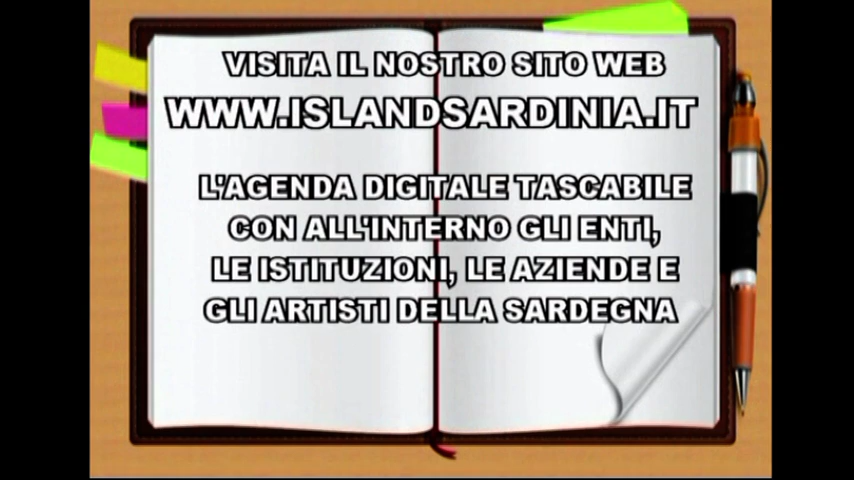 VISITA IL NOSTRO SITO WEB
WWW.ISLANDSARDINIA.IT
L'AGENDA DIGITALE TASCABILE
CON ALL'INTERNO GLI ENTI,
LE ISTITUZIONI, LE AZIENDE E
GLI ARTISTI DELLA SARDEGNA